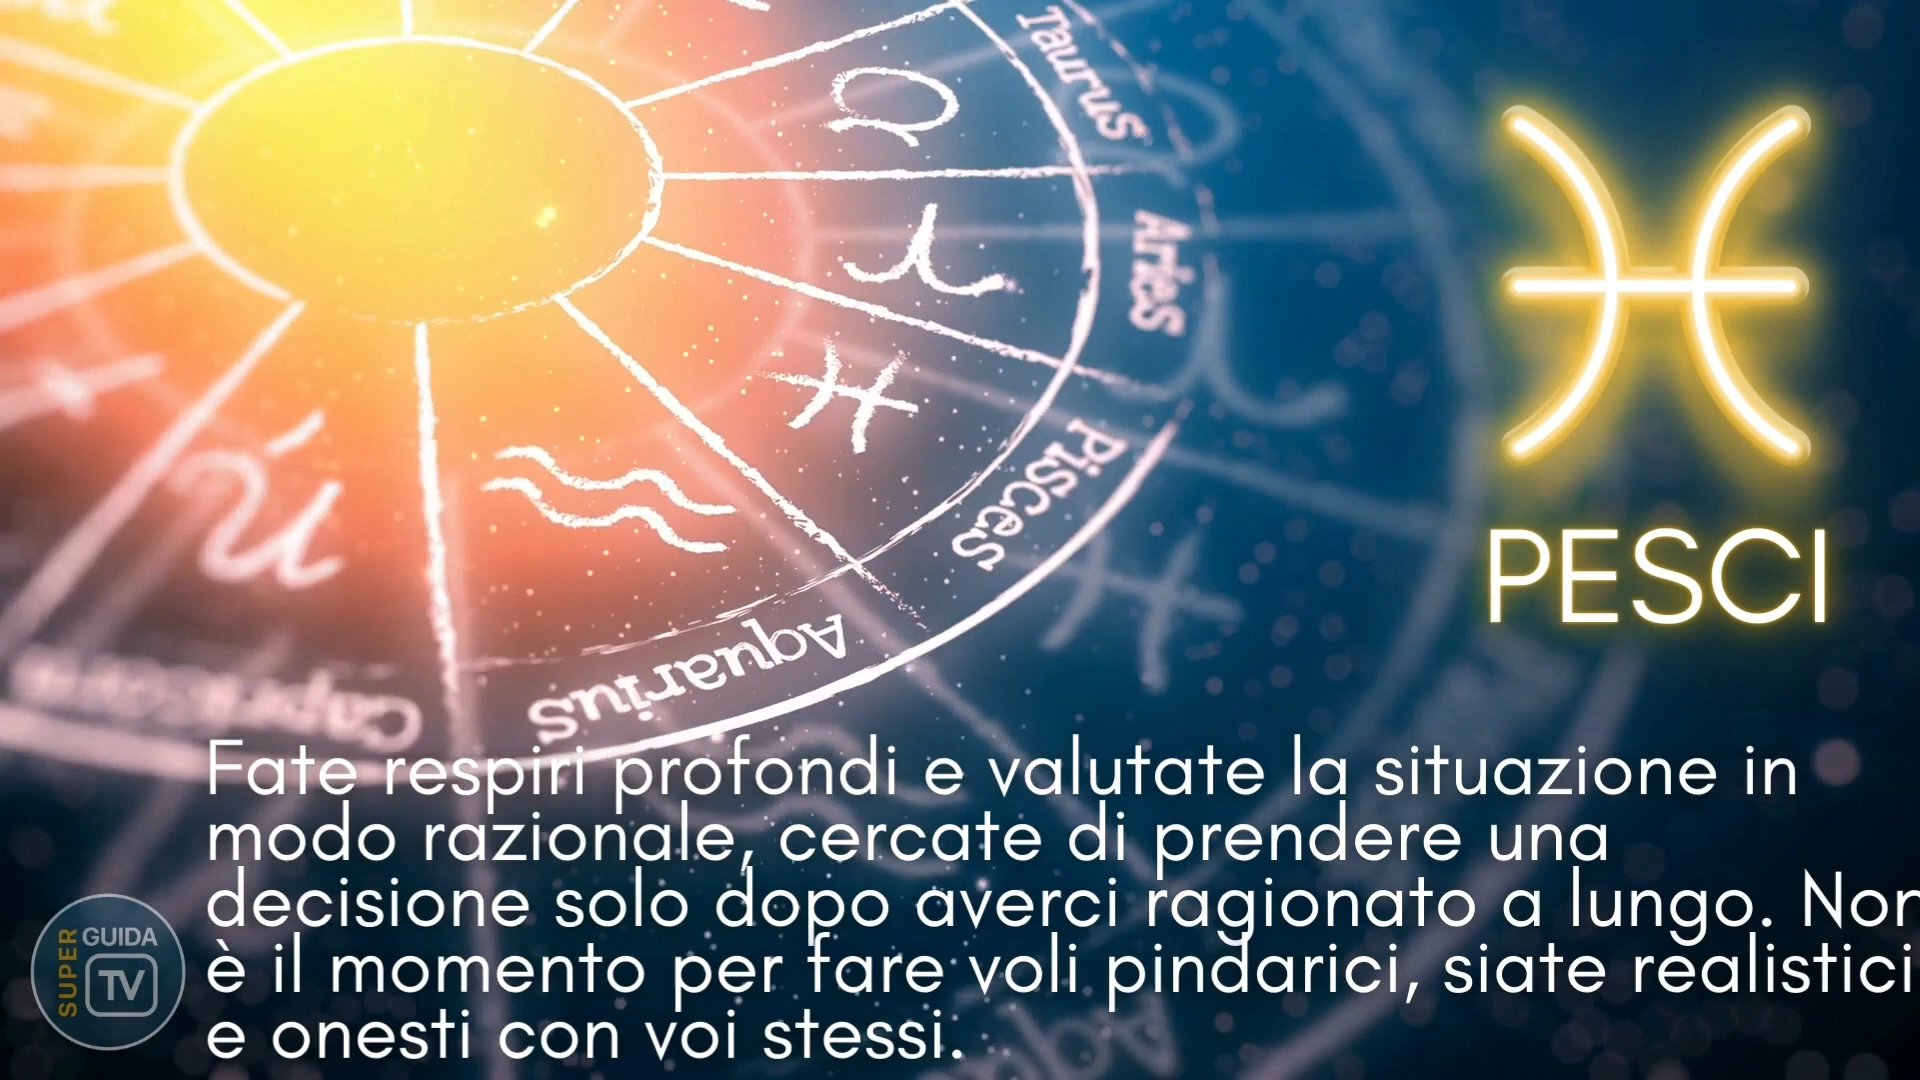 Taurus
Aries
Pisces
Aquarius
Capricorn
PESCI
Fate respiri profondi e valutate la situazione in
modo razionale, cercate di prendere una
decisione solo dopo averci ragionato a lungo. Non
è il momento per fare voli pindarici, siate realistici
e onesti con voi stessi.
SUPER
GUIDA
TV